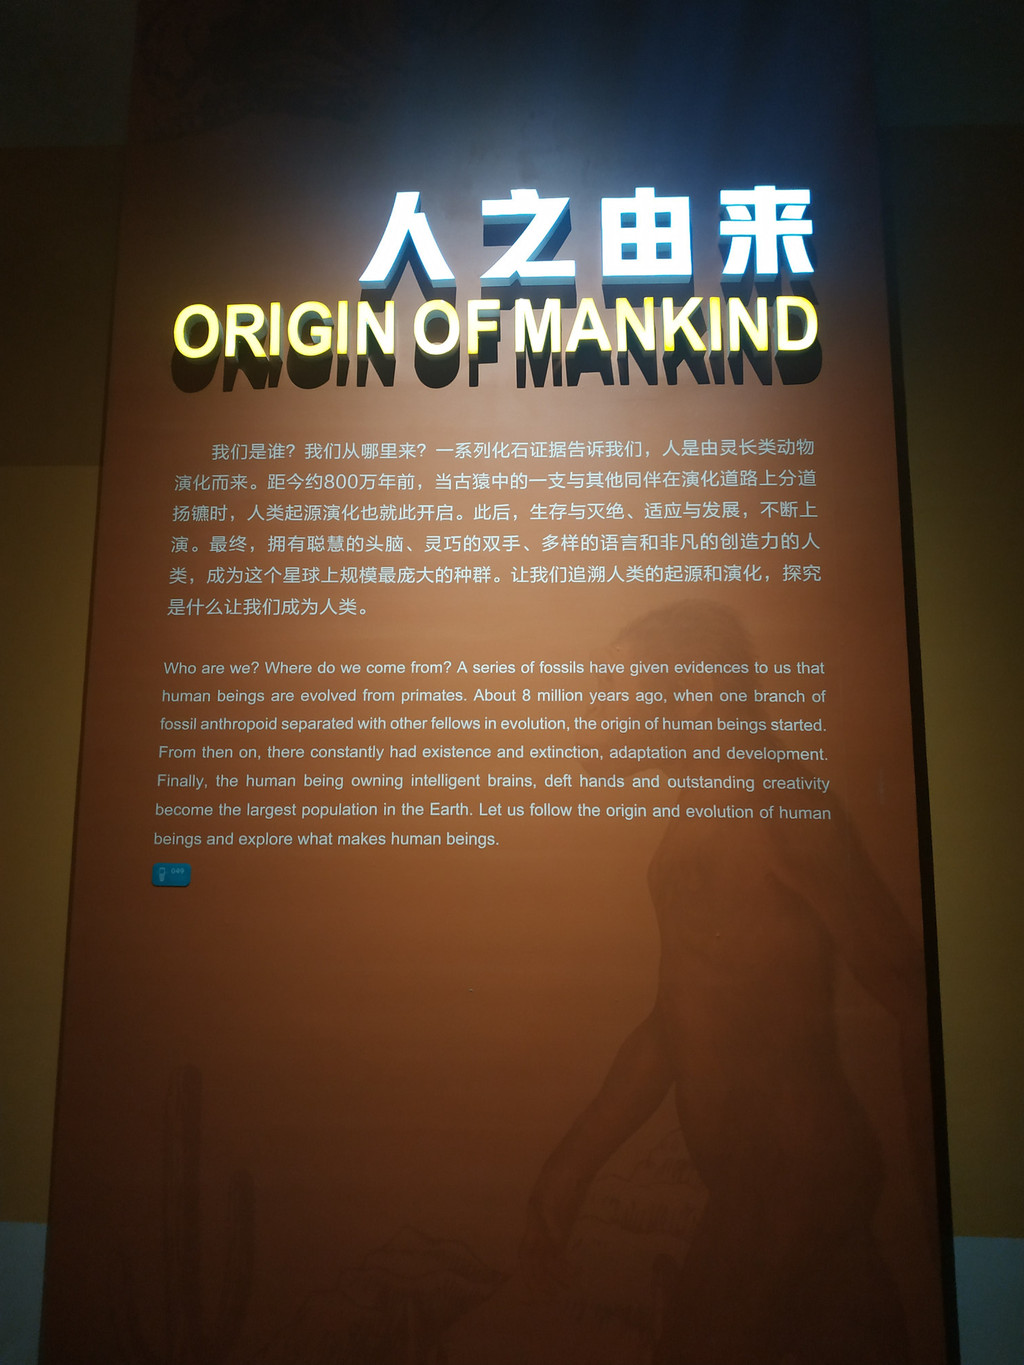 人之由来
ORIGIN OF MANKIND
我们是谁？我们从哪里来？一系列化石证据告诉我们，人是由灵长类动物
演化而来。距今约800万年前，当古猿中的一支与其他同伴在演化道路上分道
扬镳时，人类起源演化也就此开启。此后，生存与灭绝、适应与发展，不断上
演。最终，拥有聪慧的头脑、灵巧的双手、多样的语言和非凡的创造力的人
类，成为这个星球上规模最庞大的种群。让我们追溯人类的起源和演化，探究
是什么让我们成为人类。
Who are we? Where do we come from? A series of fossils have given evidences to us that
human beings are evolved from primates. About 8 million years ago, when one branch of
fossil anthropoid separated with other fellows in evolution, the origin of human beings started.
From then on, there constantly had existence and extinction, adaptation and development.
Finally, the human being owning intelligent brains, deft hands and outstanding creativity
become the largest population in the Earth. Let us follow the origin and evolution of human
beings and explore what makes human beings.
049